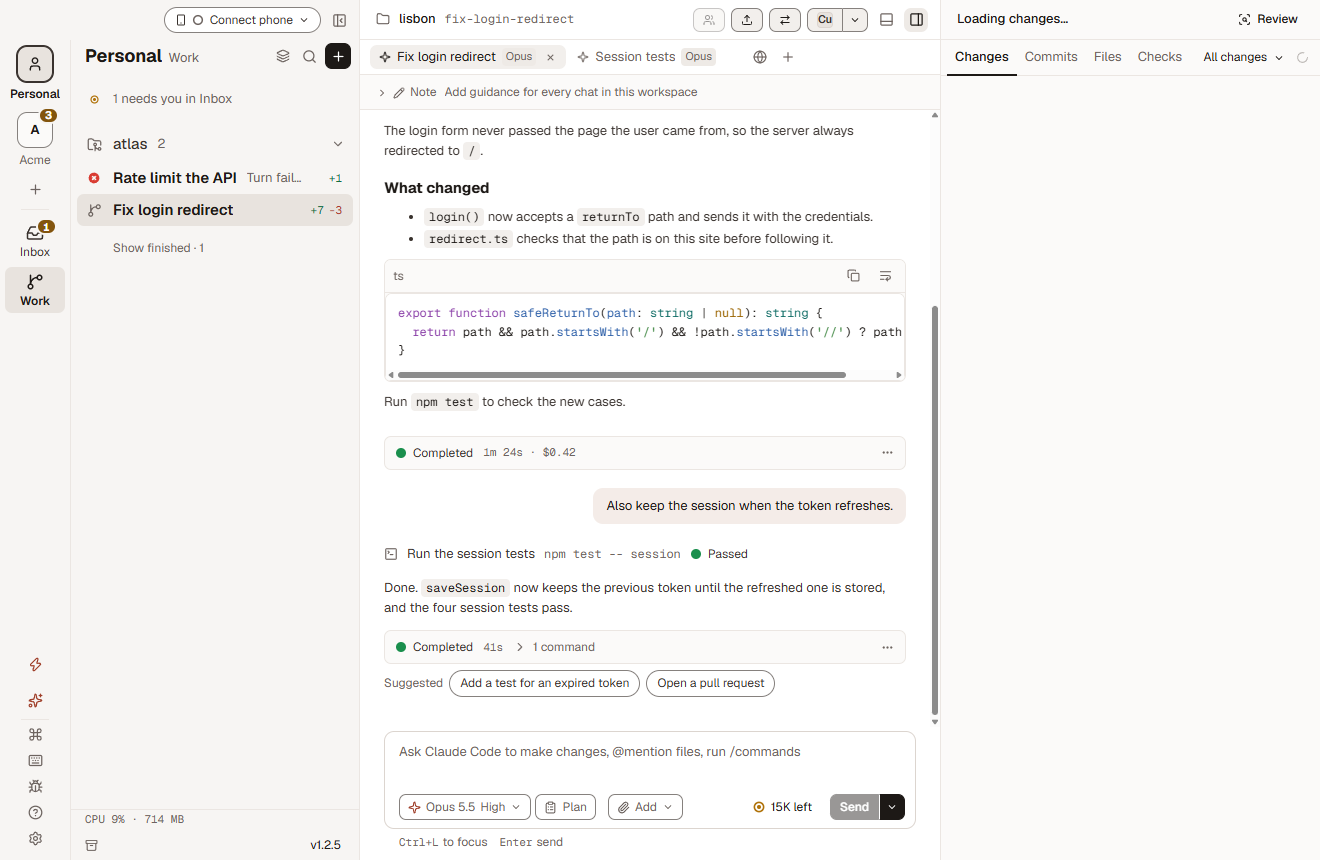 Connect phone
lisbon fix-login-redirect
Cu
Loading changes…
Review
Personal
3
A
Acme
1
Inbox
Work
Personal Work
1 needs you in Inbox
atlas 2
Rate limit the API Turn fail… +1
Fix login redirect +7 -3
Show finished · 1
CPU 9% · 714 MB
v1.2.5
Fix login redirect Opus ×
Session tests Opus
Note Add guidance for every chat in this workspace
The login form never passed the page the user came from, so the server always
redirected to / .
What changed
• login() now accepts a returnTo path and sends it with the credentials.
• redirect.ts checks that the path is on this site before following it.
ts
export function safeReturnTo(path: string | null): string {
return path && path.startsWith('/') && !path.startsWith('//') ? path
}
Run npm test to check the new cases.
Completed 1m 24s · $0.42
Also keep the session when the token refreshes.
Run the session tests npm test -- session Passed
Done. saveSession now keeps the previous token until the refreshed one is stored,
and the four session tests pass.
Completed 41s > 1 command
Suggested Add a test for an expired token Open a pull request
Ask Claude Code to make changes, @mention files, run /commands
Opus 5.5 High Plan Add 15K left Send
Ctrl+L to focus Enter send
Changes Commits Files Checks All changes